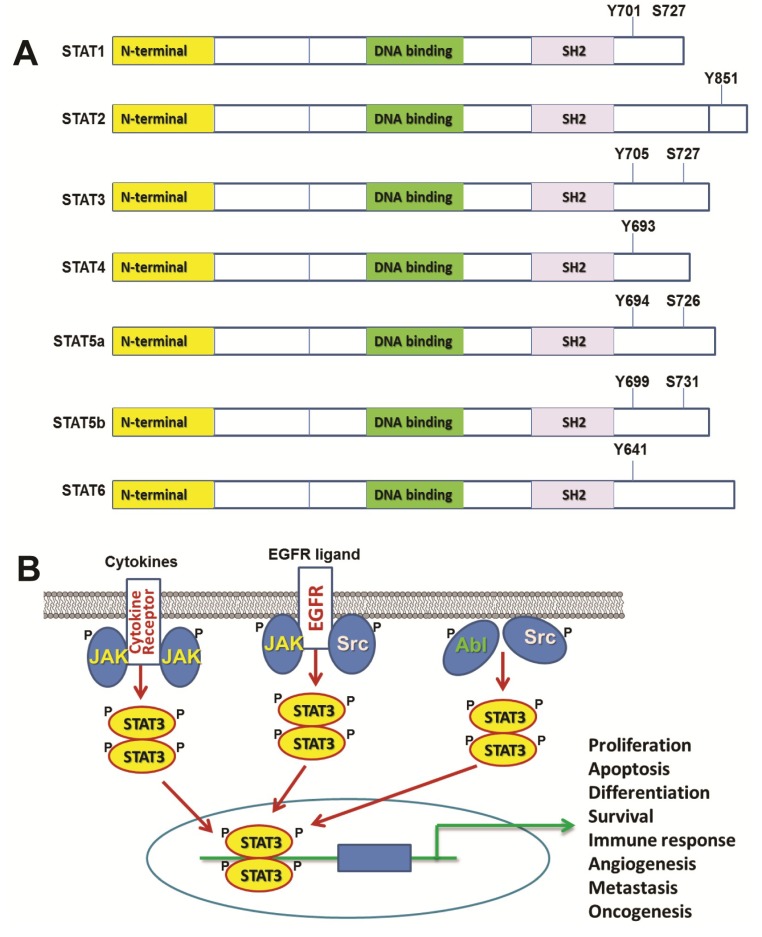 A
Y701 S727
STAT1 N-terminal DNA binding SH2
Y851
STAT2 N-terminal DNA binding SH2
Y705 S727
STAT3 N-terminal DNA binding SH2
Y693
STAT4 N-terminal DNA binding SH2
Y694 S726
STAT5a N-terminal DNA binding SH2
Y699 S731
STAT5b N-terminal DNA binding SH2
Y641
STAT6 N-terminal DNA binding SH2
B
Cytokines
EGFR ligand
Cytokine
Receptor
EGFR
P JAK JAK P
P JAK Src P
P Abl Src P
P STAT3 P
P STAT3 P
P STAT3 P
P STAT3 P
P STAT3 P
P STAT3 P
P STAT3 P
P STAT3 P
Proliferation
Apoptosis
Differentiation
Survival
Immune response
Angiogenesis
Metastasis
Oncogenesis